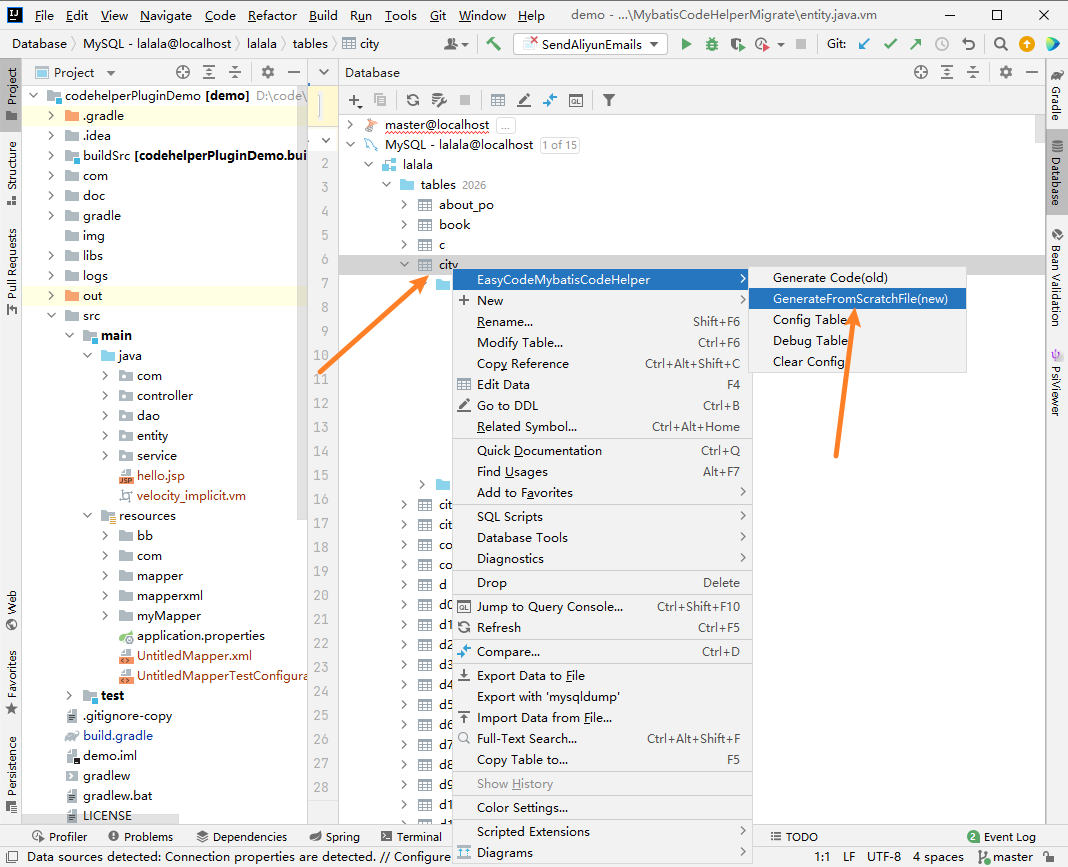 File Edit View Navigate Code Refactor Build Run Tools Git Window Help demo - ...\MybatisCodeHelperMigrate\entity.java.vm
Database MySQL - lalala@localhost lalala tables city SendAliyunEmails Git:
Project
Database
codehelperPluginDemo [demo] D:\code\
.gradle
.idea
buildSrc [codehelperPluginDemo.bui
com
doc
gradle
img
libs
logs
out
src
main
java
com
controller
dao
entity
service
hello.jsp
velocity_implicit.vm
resources
bb
com
mapper
mapperxml
myMapper
application.properties
UntitledMapper.xml
UntitledMapperTestConfigura
test
.gitignore-copy
build.gradle
demo.iml
gradlew
gradlew.bat
LICENSE
Project
Structure
Pull Requests
Web
Favorites
Persistence
2
3
4
5
6
7
8
9
10
11
12
13
14
15
16
17
18
19
20
21
22
23
24
25
26
27
28
master@localhost ...
MySQL - lalala@localhost 1 of 15
lalala
tables 2026
about_po
book
c
city
cit
cit
co
co
d
d0
d1
d2
d3
d4
d5
d6
d7
d8
d9
d1
d1
EasyCodeMybatisCodeHelper
New
Rename... Shift+F6
Modify Table... Ctrl+F6
Copy Reference Ctrl+Alt+Shift+C
Edit Data F4
Go to DDL Ctrl+B
Related Symbol... Ctrl+Alt+Home
Quick Documentation Ctrl+Q
Find Usages Alt+F7
Add to Favorites
SQL Scripts
Database Tools
Diagnostics
Drop Delete
Jump to Query Console... Ctrl+Shift+F10
Refresh Ctrl+F5
Compare... Ctrl+D
Export Data to File
Export with 'mysqldump'
Import Data from File...
Full-Text Search... Ctrl+Alt+Shift+F
Copy Table to... F5
Show History
Color Settings...
Scripted Extensions
Diagrams
Generate Code(old)
GenerateFromScratchFile(new)
Config Table
Debug Table
Clear Config
Gradle
Database
Bean Validation
PsiViewer
Profiler Problems Dependencies Spring Terminal TODO 2 Event Log
Data sources detected: Connection properties are detected. // Configure 1:1 LF UTF-8 4 spaces master